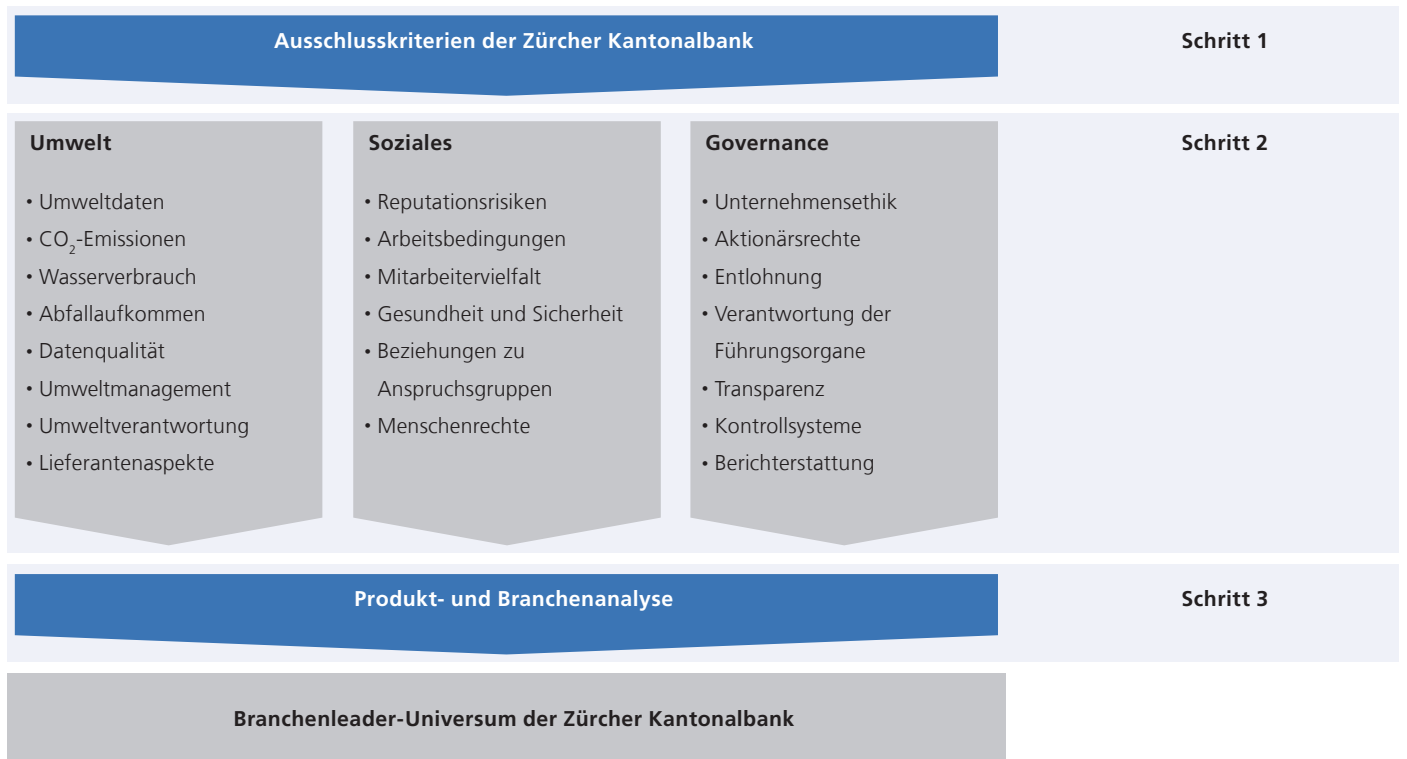 Ausschlusskriterien der Zürcher Kantonalbank
Schritt 1
Umwelt
• Umweltdaten
• CO₂-Emissionen
• Wasserverbrauch
• Abfallaufkommen
• Datenqualität
• Umweltmanagement
• Umweltverantwortung
• Lieferantenaspekte
Soziales
• Reputationsrisiken
• Arbeitsbedingungen
• Mitarbeitervielfalt
• Gesundheit und Sicherheit
• Beziehungen zu
Anspruchsgruppen
• Menschenrechte
Governance
• Unternehmensethik
• Aktionärsrechte
• Entlohnung
• Verantwortung der
Führungsorgane
• Transparenz
• Kontrollsysteme
• Berichterstattung
Schritt 2
Produkt- und Branchenanalyse
Schritt 3
Branchenleader-Universum der Zürcher Kantonalbank